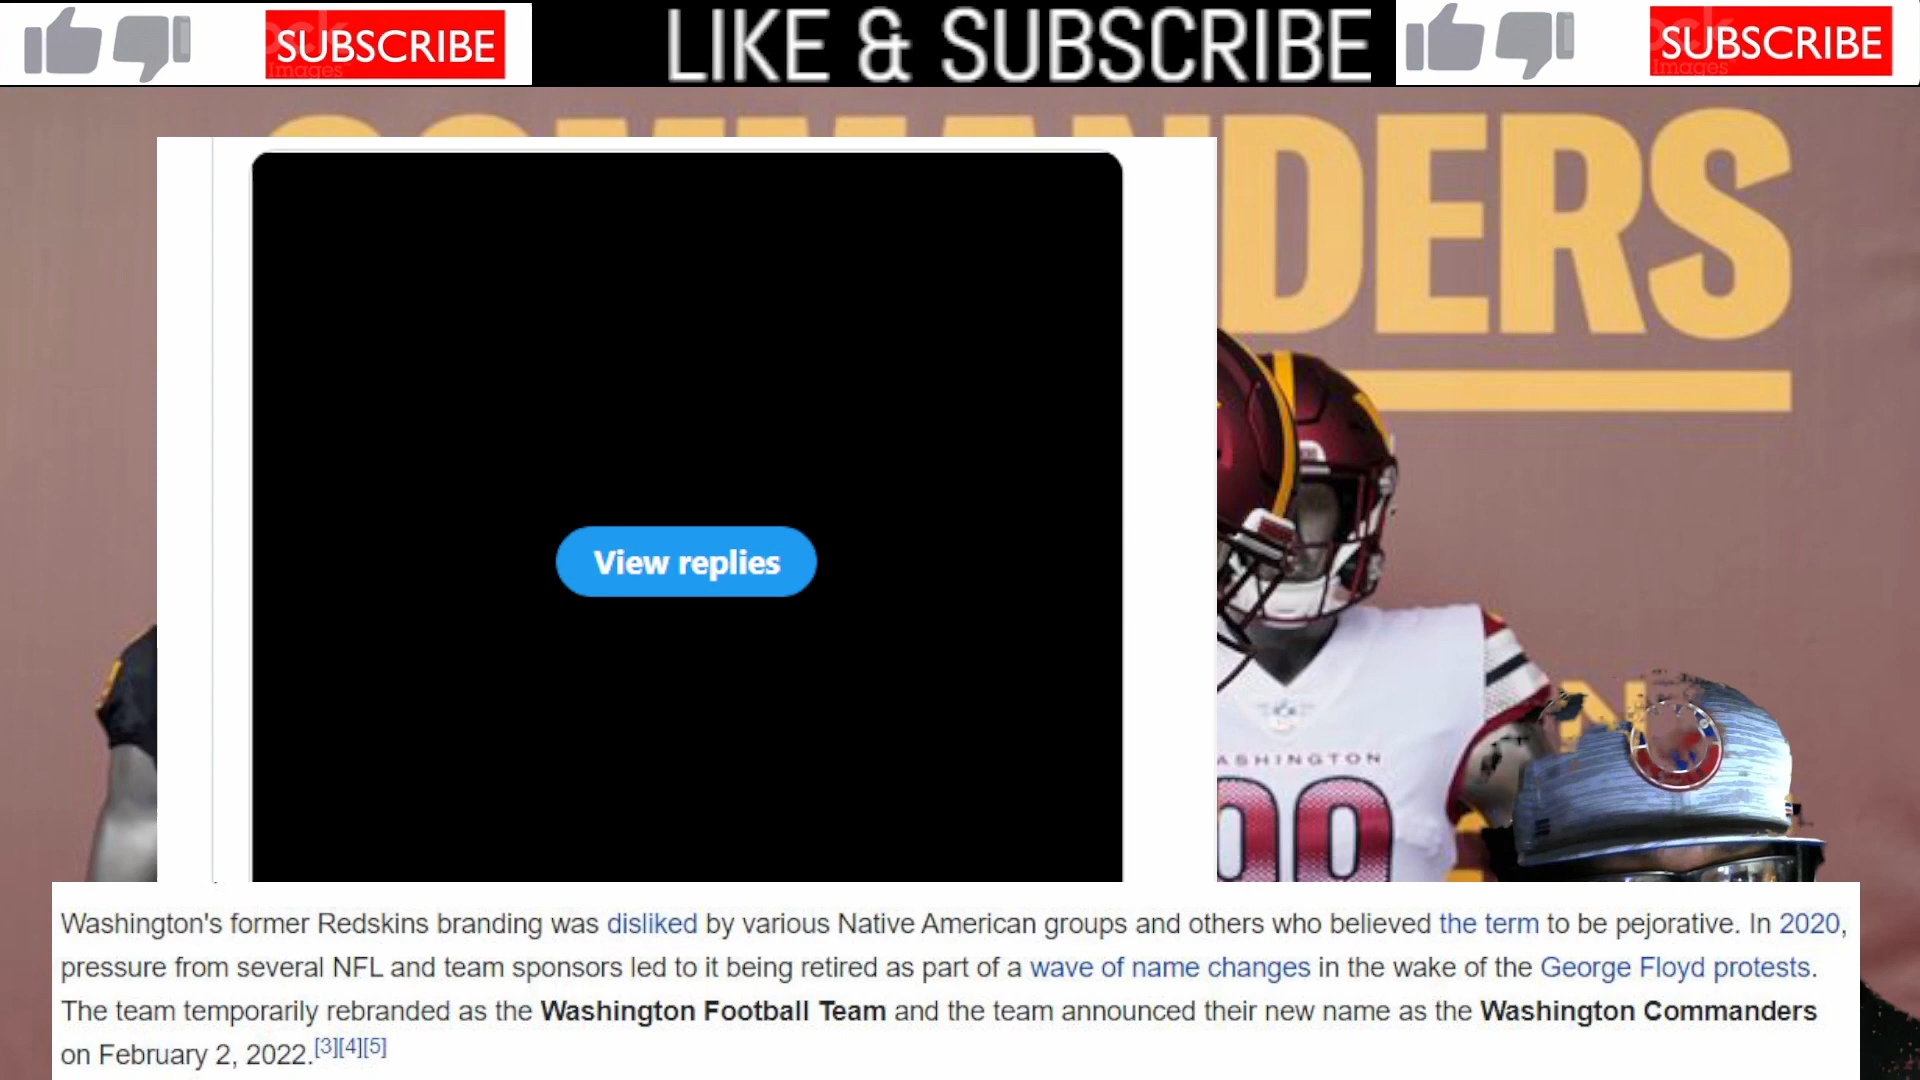 SUBSCRIBE
Images
LIKE & SUBSCRIBE
SUBSCRIBE
Images
DERS
View replies
ASHINGTON
Washington's former Redskins branding was disliked by various Native American groups and others who believed the term to be pejorative. In 2020,
pressure from several NFL and team sponsors led to it being retired as part of a wave of name changes in the wake of the George Floyd protests.
The team temporarily rebranded as the Washington Football Team and the team announced their new name as the Washington Commanders
on February 2, 2022.[3][4][5]